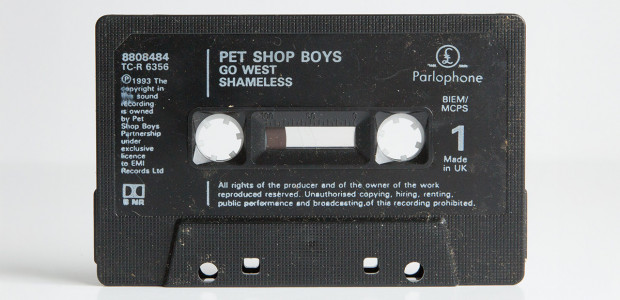 8808484
TC-R 6356
℗ 1993 The
copyright in
this sound
recording
is owned
by Pet
Shop Boys
Partnership
under
exclusive
licence
to EMI
Records Ltd
B NR
PET SHOP BOYS
GO WEST
SHAMELESS
£
Parlophone
BIEM/
MCPS
1
Made
in UK
All rights of the producer and of the owner of the work
reproduced reserved. Unauthorised copying, hiring, renting,
public performance and broadcasting,of this recording prohibited.